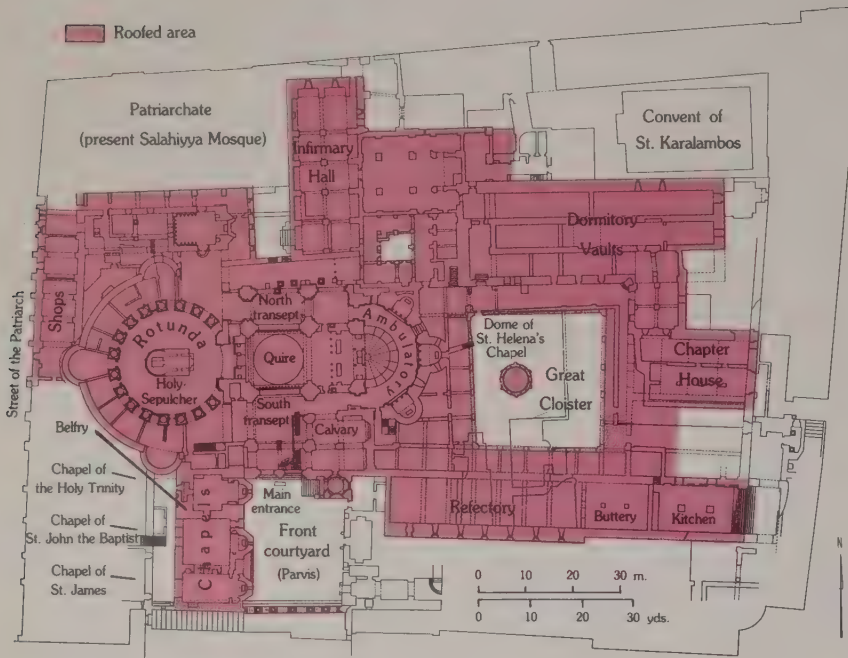 Roofed area
Patriarchate
(present Salahiyya Mosque)
Convent of
St. Karalambos
Infirmary
Hall
Dormitory
Vaults
Street of the Patriarch
Shops
Rotunda
Holy
Sepulcher
North
transept
Quire
Ambulatory
Dome of
St. Helena's
Chapel
Great
Cloister
Chapter
House
South
transept
Calvary
Belfry
Chapel of
the Holy Trinity
Chapel of
St. John the Baptist
Chapel of
St. James
Chapels
Main
entrance
Front
courtyard
(Parvis)
Refectory
Buttery
Kitchen
N
0 10 20 30 m.
0 10 20 30 yds.